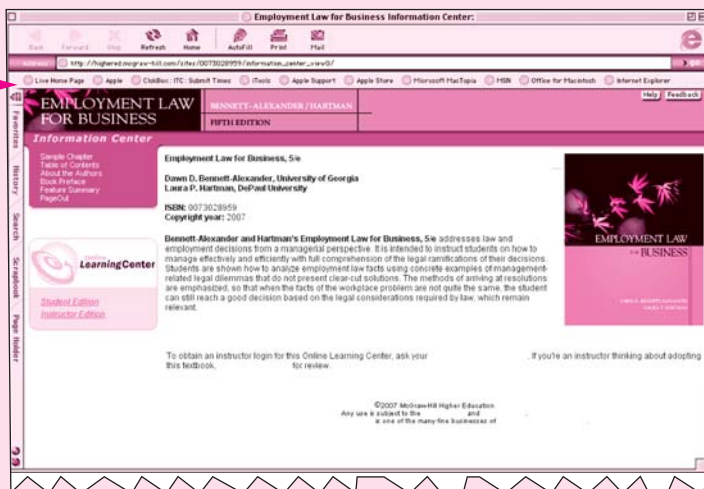 Employment Law for Business Information Center:
Back Forward Stop Refresh Home AutoFill Print Mail
Address http://highered.mcgraw-hill.com/sites/0073028959/information_center_view0/ go
Live Home Page Apple Apple Support Apple Store Microsoft MacTopia MSN Office for Macintosh Internet Explorer
Favorites
History
Search
Scrapbook
Page Holder
EMPLOYMENT LAW
FOR BUSINESS
BENNETT-ALEXANDER / HARTMAN
FIFTH EDITION
Help Feedback
Information Center
Sample Chapter
Table of Contents
About the Authors
Book Preface
Feature Summary
PageOut
Online
LearningCenter
Student Edition
Instructor Edition
Employment Law for Business, 5/e
Dawn D. Bennett-Alexander, University of Georgia
Laura P. Hartman, DePaul University
ISBN: 0073028959
Copyright year: 2007
Bennett-Alexander and Hartman's Employment Law for Business, 5/e addresses law and
employment decisions from a managerial perspective. It is intended to instruct students on how to
manage effectively and efficiently with full comprehension of the legal ramifications of their decisions.
Students are shown how to analyze employment law facts using concrete examples of management-
related legal dilemmas that do not present clear-cut solutions. The methods of arriving at resolutions
are emphasized, so that when the facts of the workplace problem are not quite the same, the student
can still reach a good decision based on the legal considerations required by law, which remain
relevant.
EMPLOYMENT LAW
FOR BUSINESS
To obtain an instructor login for this Online Learning Center, ask your . If you're an instructor thinking about adopting
this textbook, for review.
©2007 McGraw-Hill Higher Education
Any use is subject to the and
is one of the many fine businesses of